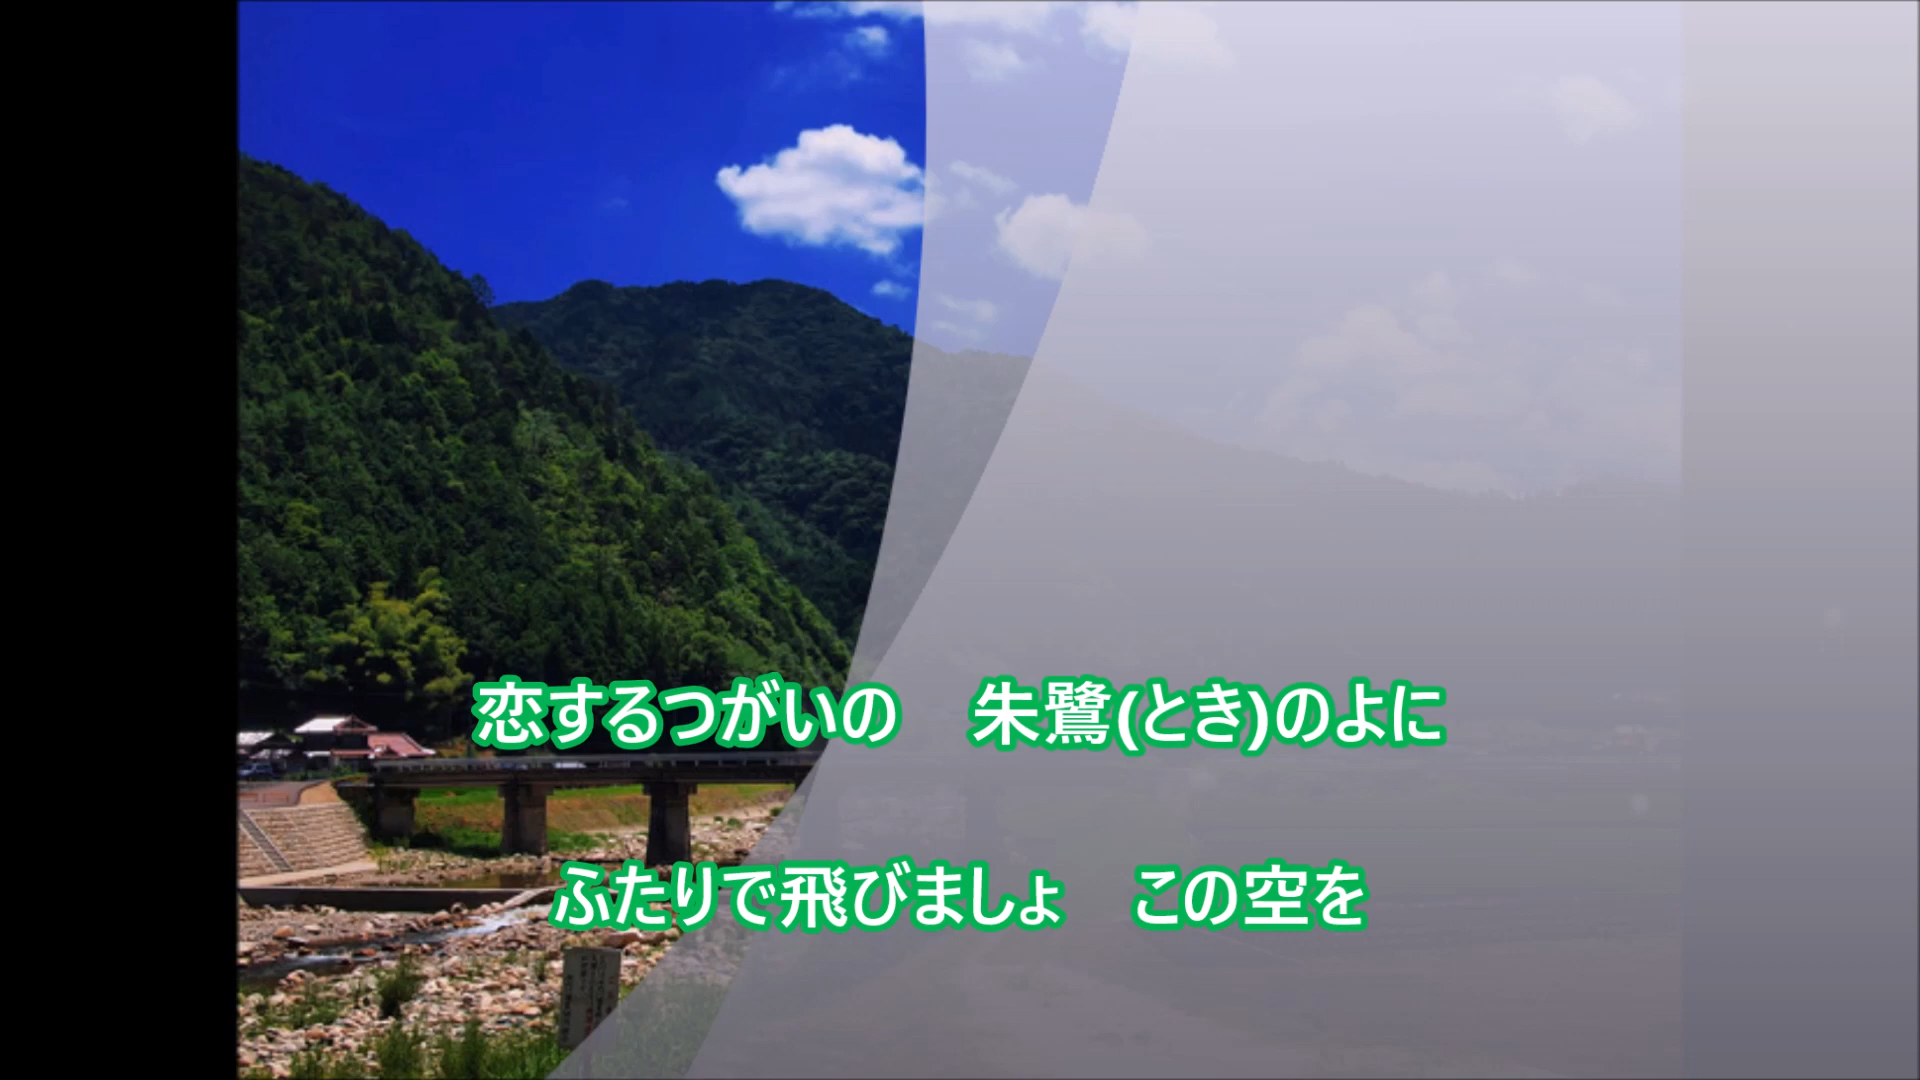 恋するつがいの　朱鷺(とき)のよに
ふたりで飛びましょ　この空を